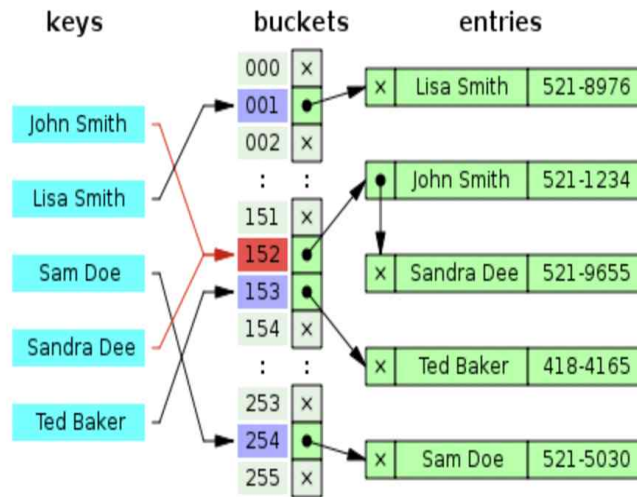 keys
buckets
entries
John Smith
Lisa Smith
Sam Doe
Sandra Dee
Ted Baker
000 ×
001
002 ×
: :
151 ×
152
153
154 ×
: :
253 ×
254
255 ×
× Lisa Smith 521-8976
John Smith 521-1234
× Sandra Dee 521-9655
× Ted Baker 418-4165
× Sam Doe 521-5030